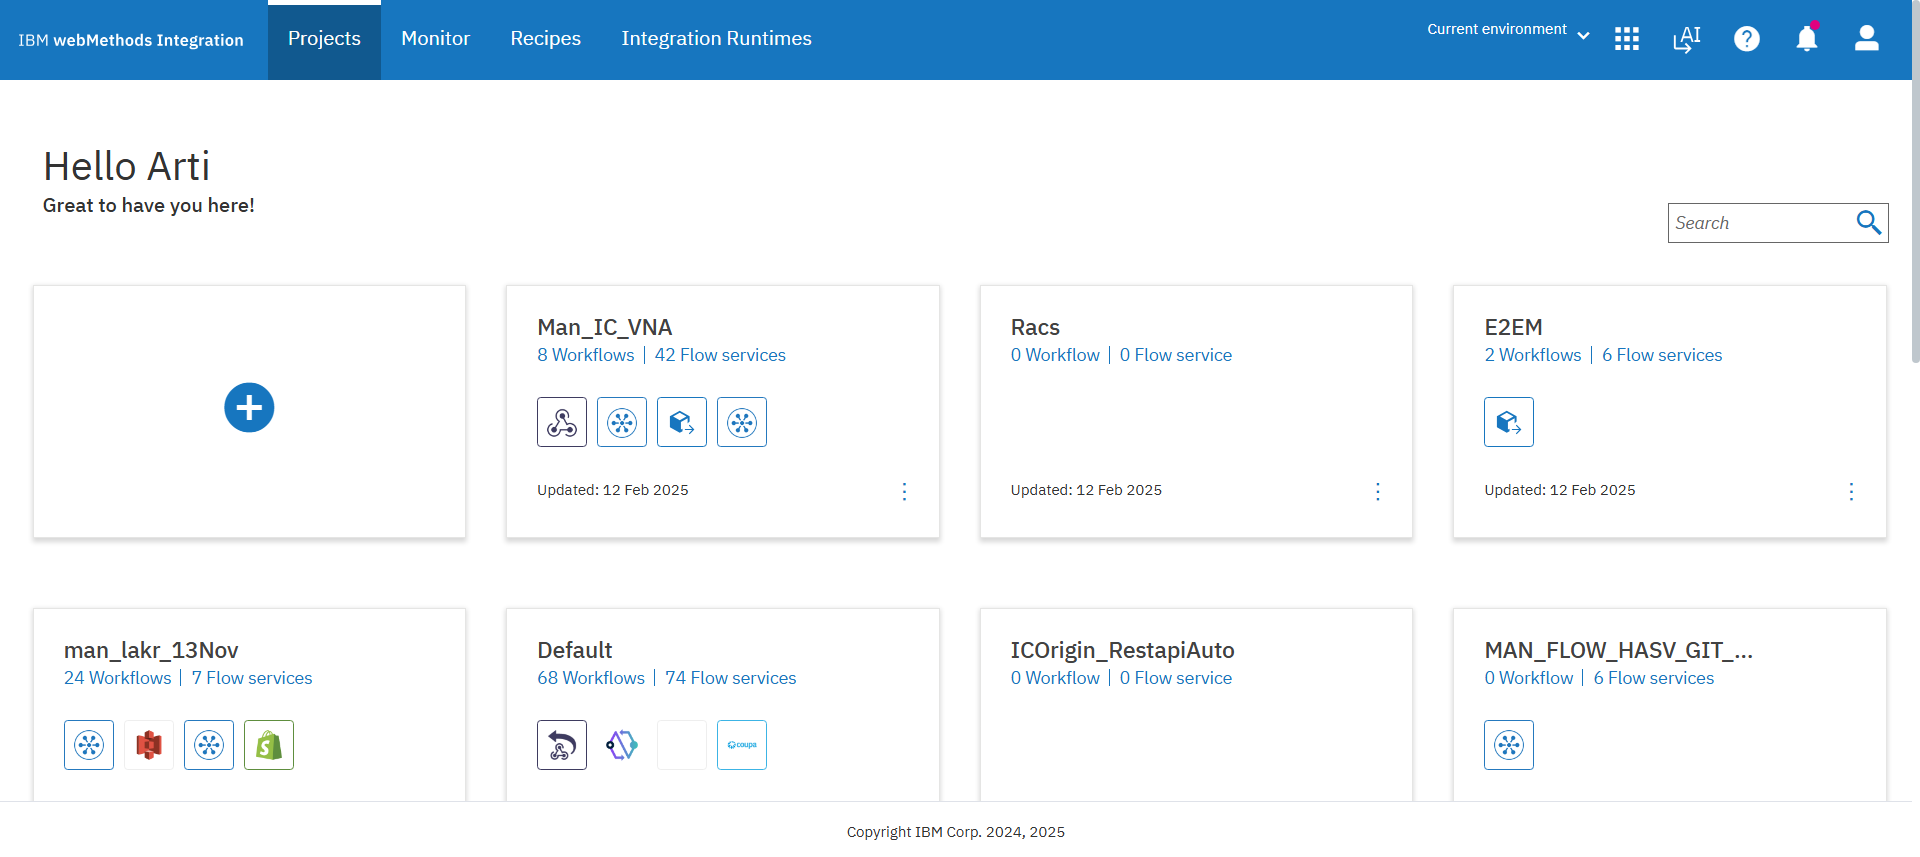 IBM webMethods Integration
Projects
Monitor
Recipes
Integration Runtimes
Current environment
AI
?
Hello Arti
Great to have you here!
Search
Man_IC_VNA
8 Workflows | 42 Flow services
Updated: 12 Feb 2025
Racs
0 Workflow | 0 Flow service
Updated: 12 Feb 2025
E2EM
2 Workflows | 6 Flow services
Updated: 12 Feb 2025
man_lakr_13Nov
24 Workflows | 7 Flow services
S
Default
68 Workflows | 74 Flow services
coupa
ICOrigin_RestapiAuto
0 Workflow | 0 Flow service
MAN_FLOW_HASV_GIT_...
0 Workflow | 6 Flow services
Copyright IBM Corp. 2024, 2025